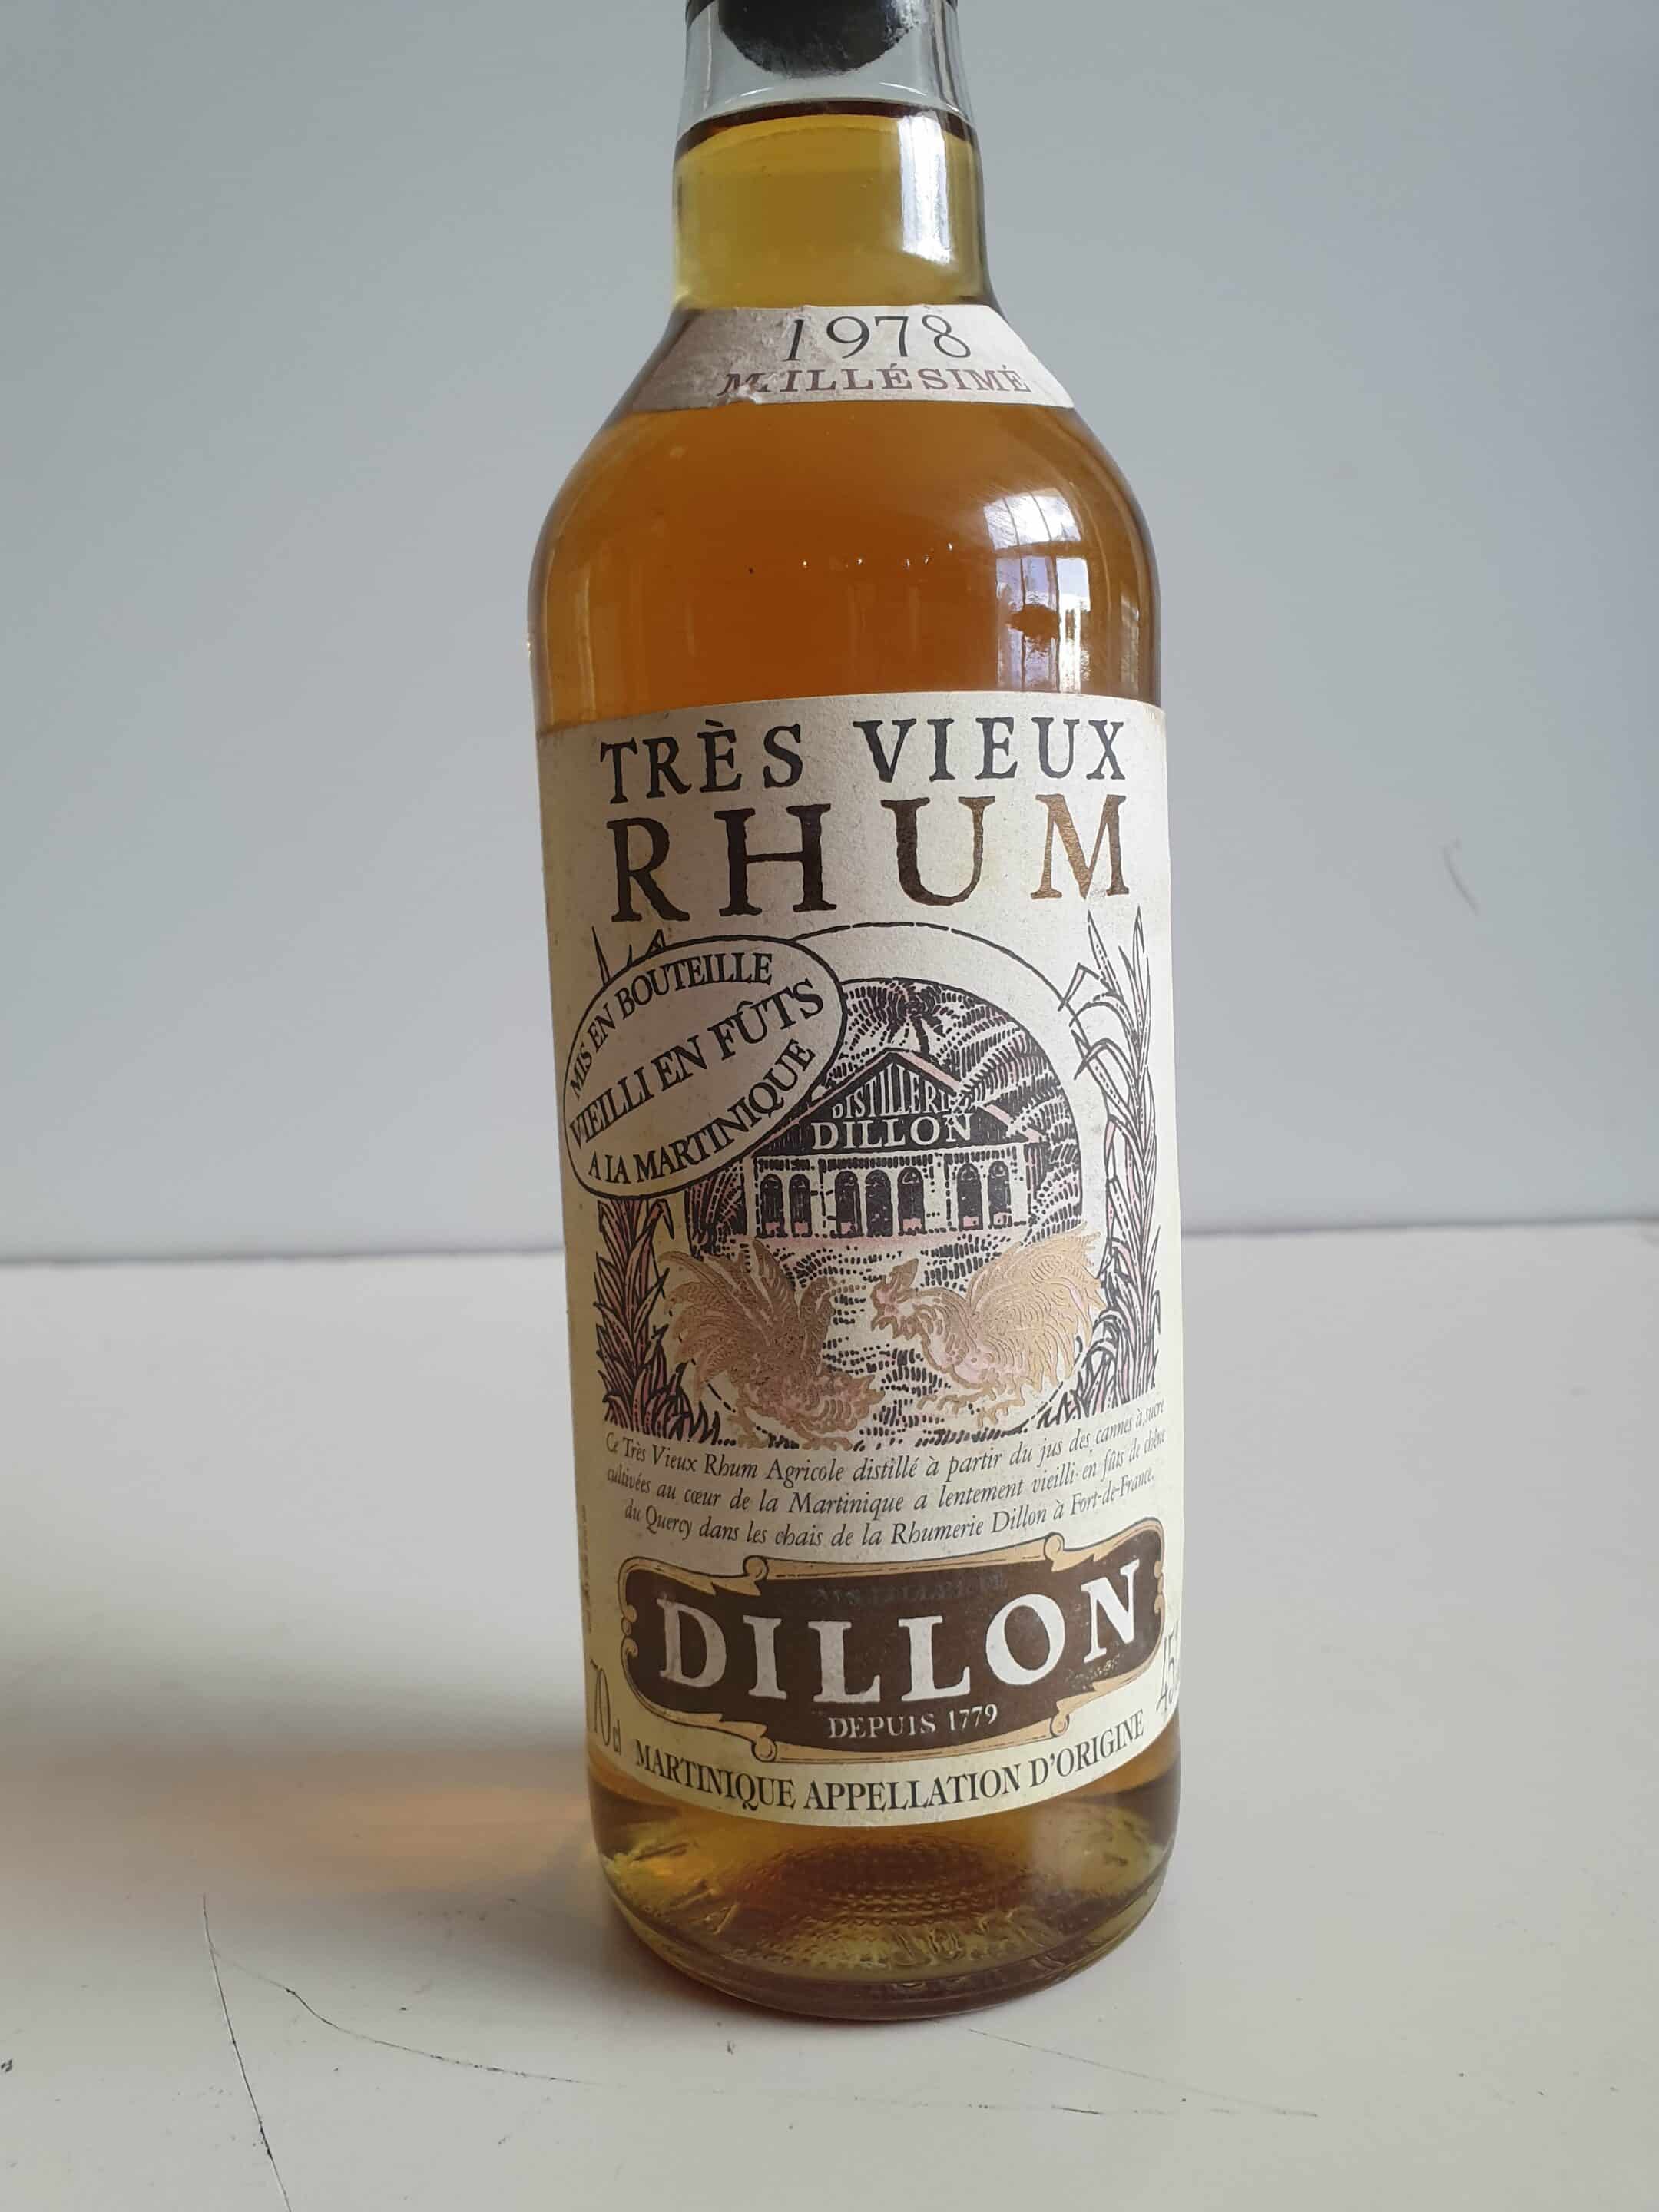 1978
MILLÉSIMÉ
TRÈS VIEUX
RHUM
MIS EN BOUTEILLE
VIEILLI EN FÛTS
A LA MARTINIQUE
DISTILLERIE
DILLON
Ce Très Vieux Rhum Agricole distillé à partir du jus des cannes à sucre
cultivées au cœur de la Martinique a lentement vieilli en fûts de chêne
du Quercy dans les chais de la Rhumerie Dillon à Fort-de-France.
DILLON
DEPUIS 1779
70cl
45%
MARTINIQUE APPELLATION D'ORIGINE